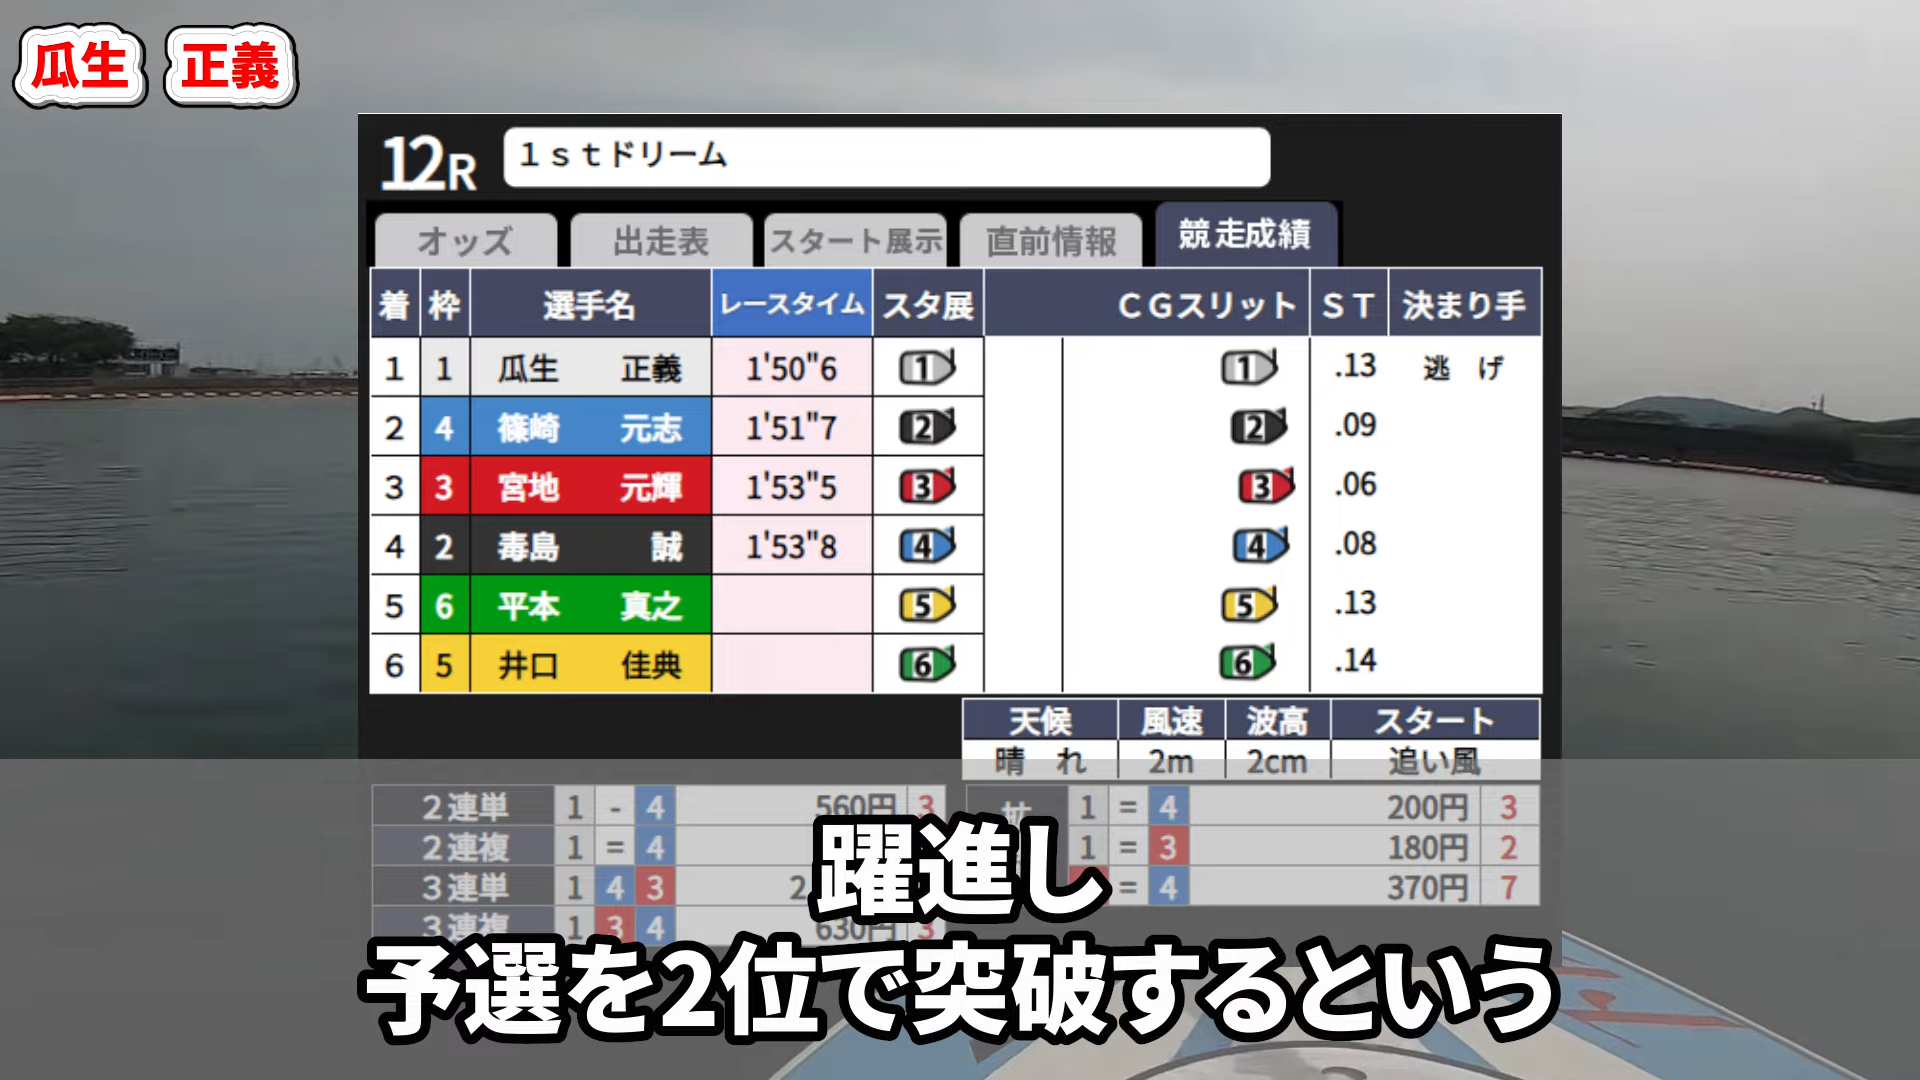 瓜生 正義
12R 1stドリーム
オッズ 出走表 スタート展示 直前情報 競走成績
着 枠 選手名 レースタイム スタ展 CGスリット ST 決まり手
1 1 瓜生 正義 1'50"6 1 1 .13 逃げ
2 4 篠崎 元志 1'51"7 2 2 .09
3 3 宮地 元輝 1'53"5 3 3 .06
4 2 毒島 誠 1'53"8 4 4 .08
5 6 平本 真之 5 5 .13
6 5 井口 佳典 6 6 .14
天候 風速 波高 スタート
晴れ 2m 2cm 追い風
2連単 1 - 4 560円 3
2連複 1 = 4
3連単 1 4 3 2
3連複 1 3 4 630円 3
1 = 4 200円 3
1 = 3 180円 2
= 4 370円 7
躍進し
予選を2位で突破するという